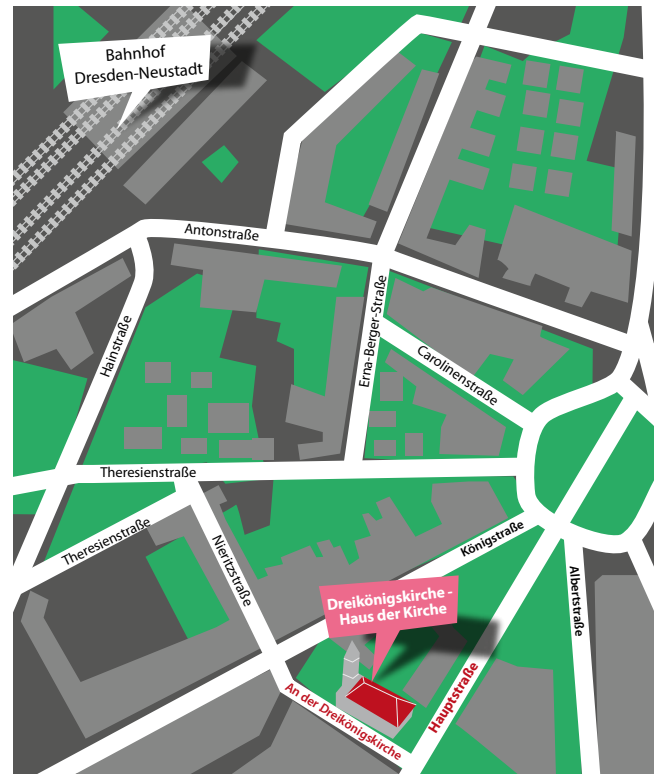 Bahnhof
Dresden-Neustadt
Antonstraße
Hainstraße
Erna-Berger-Straße
Carolinenstraße
Theresienstraße
Theresienstraße
Nieritzstraße
Königstraße
Albertstraße
Dreikönigskirche -
Haus der Kirche
Hauptstraße
An der Dreikönigskirche